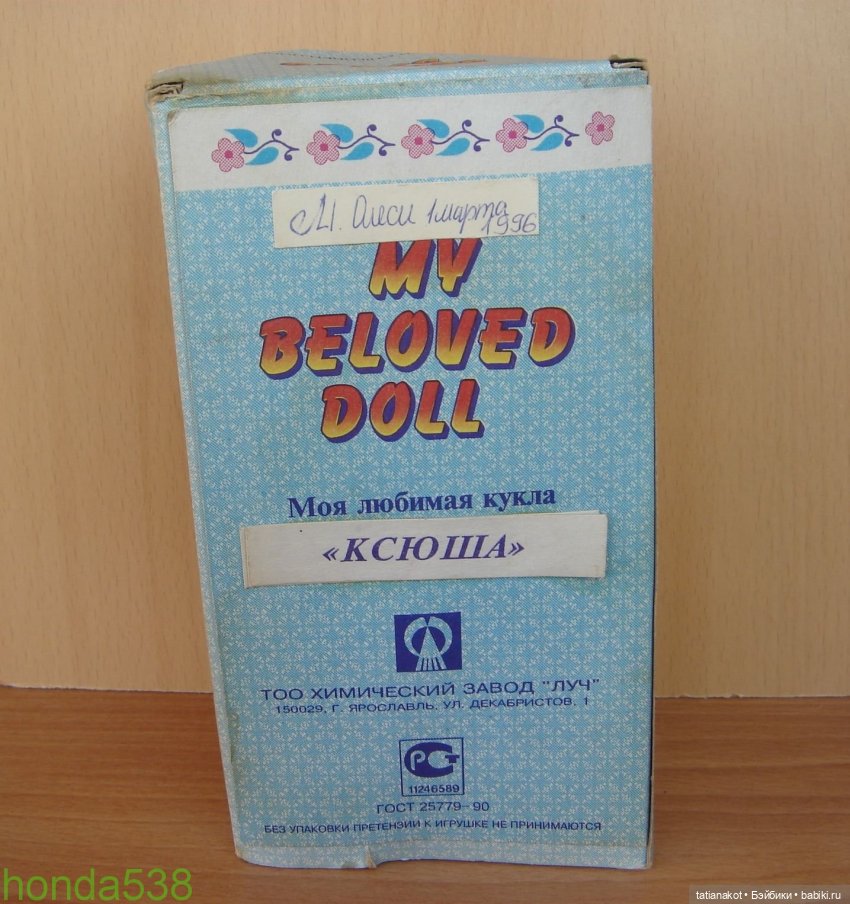 М. Олеси 1 марта
1996
MY
BELOVED
DOLL
Моя любимая кукла
«КСЮША»
ТОО ХИМИЧЕСКИЙ ЗАВОД "ЛУЧ"
150029, Г. ЯРОСЛАВЛЬ, УЛ. ДЕКАБРИСТОВ, 1
РСТ
11246589
ГОСТ 25779-90
БЕЗ УПАКОВКИ ПРЕТЕНЗИИ К ИГРУШКЕ НЕ ПРИНИМАЮТСЯ
honda538
tatianakot • Бэйбики • babiki.ru